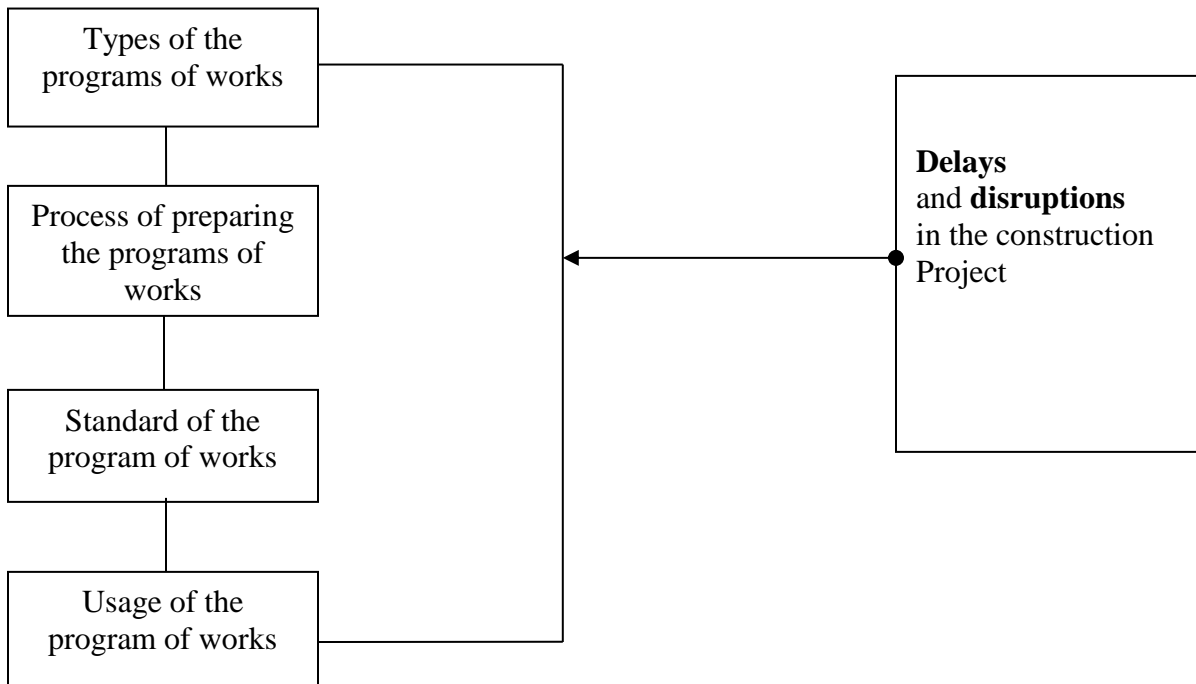 Types of the
programs of works
Process of preparing
the programs of
works
Standard of the
program of works
Usage of the
program of works
Delays
and disruptions
in the construction
Project